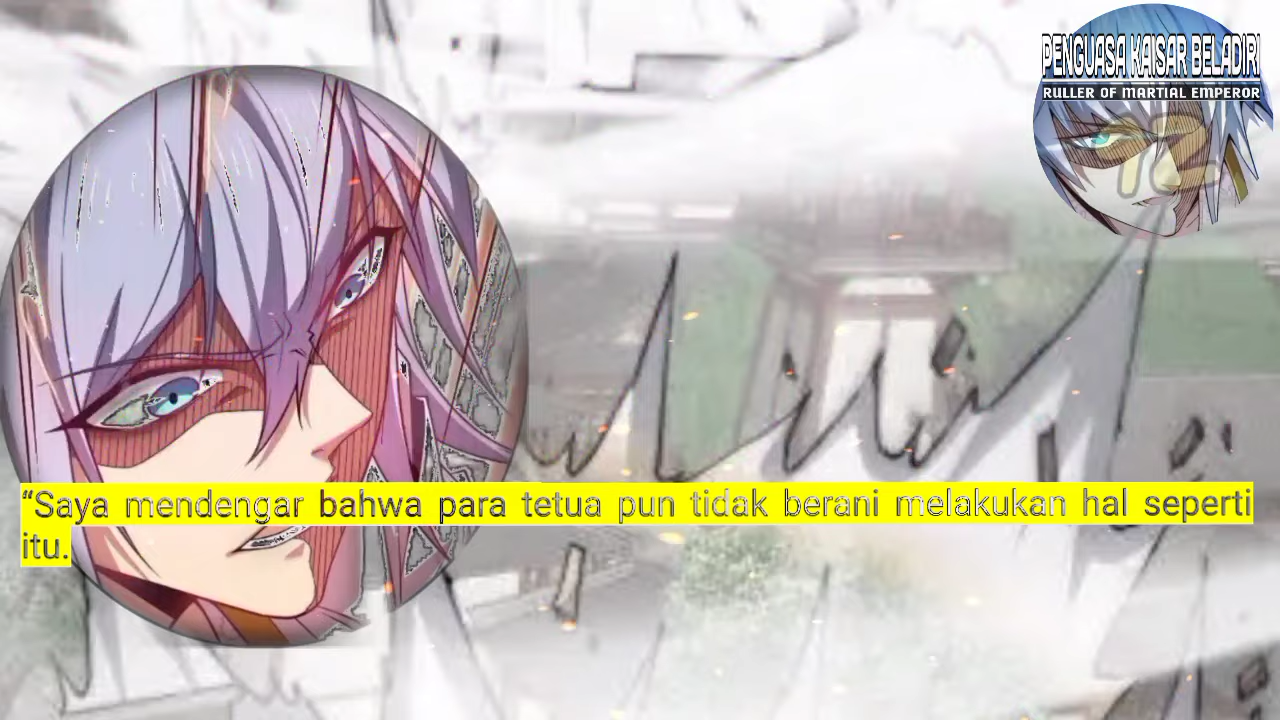 PENGUASA KAISAR BELADIRI
RULLER OF MARTIAL EMPEROR
“Saya mendengar bahwa para tetua pun tidak berani melakukan hal seperti
itu.